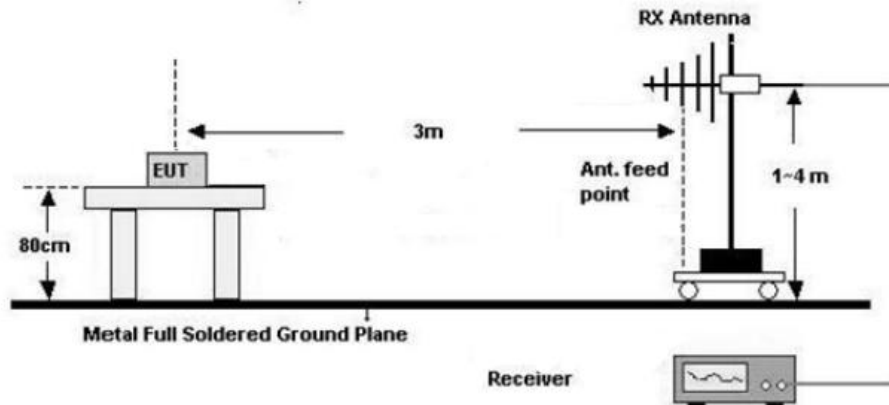 RX Antenna
3m
EUT
Ant. feed
point
1~4 m
80cm
Metal Full Soldered Ground Plane
Receiver